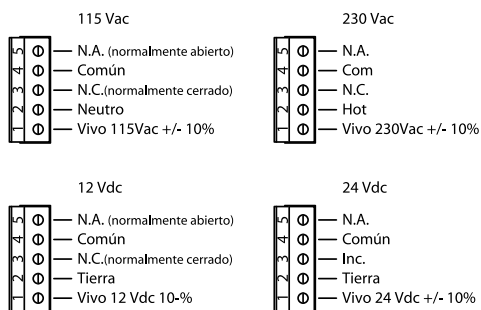 115 Vac
5 N.A. (normalmente abierto)
4 Común
3 N.C.(normalmente cerrado)
2 Neutro
1 Vivo 115Vac +/- 10%
230 Vac
5 N.A.
4 Com
3 N.C.
2 Hot
1 Vivo 230Vac +/- 10%
12 Vdc
5 N.A. (normalmente abierto)
4 Común
3 N.C.(normalmente cerrado)
2 Tierra
1 Vivo 12 Vdc 10-%
24 Vdc
5 N.A.
4 Común
3 Inc.
2 Tierra
1 Vivo 24 Vdc +/- 10%